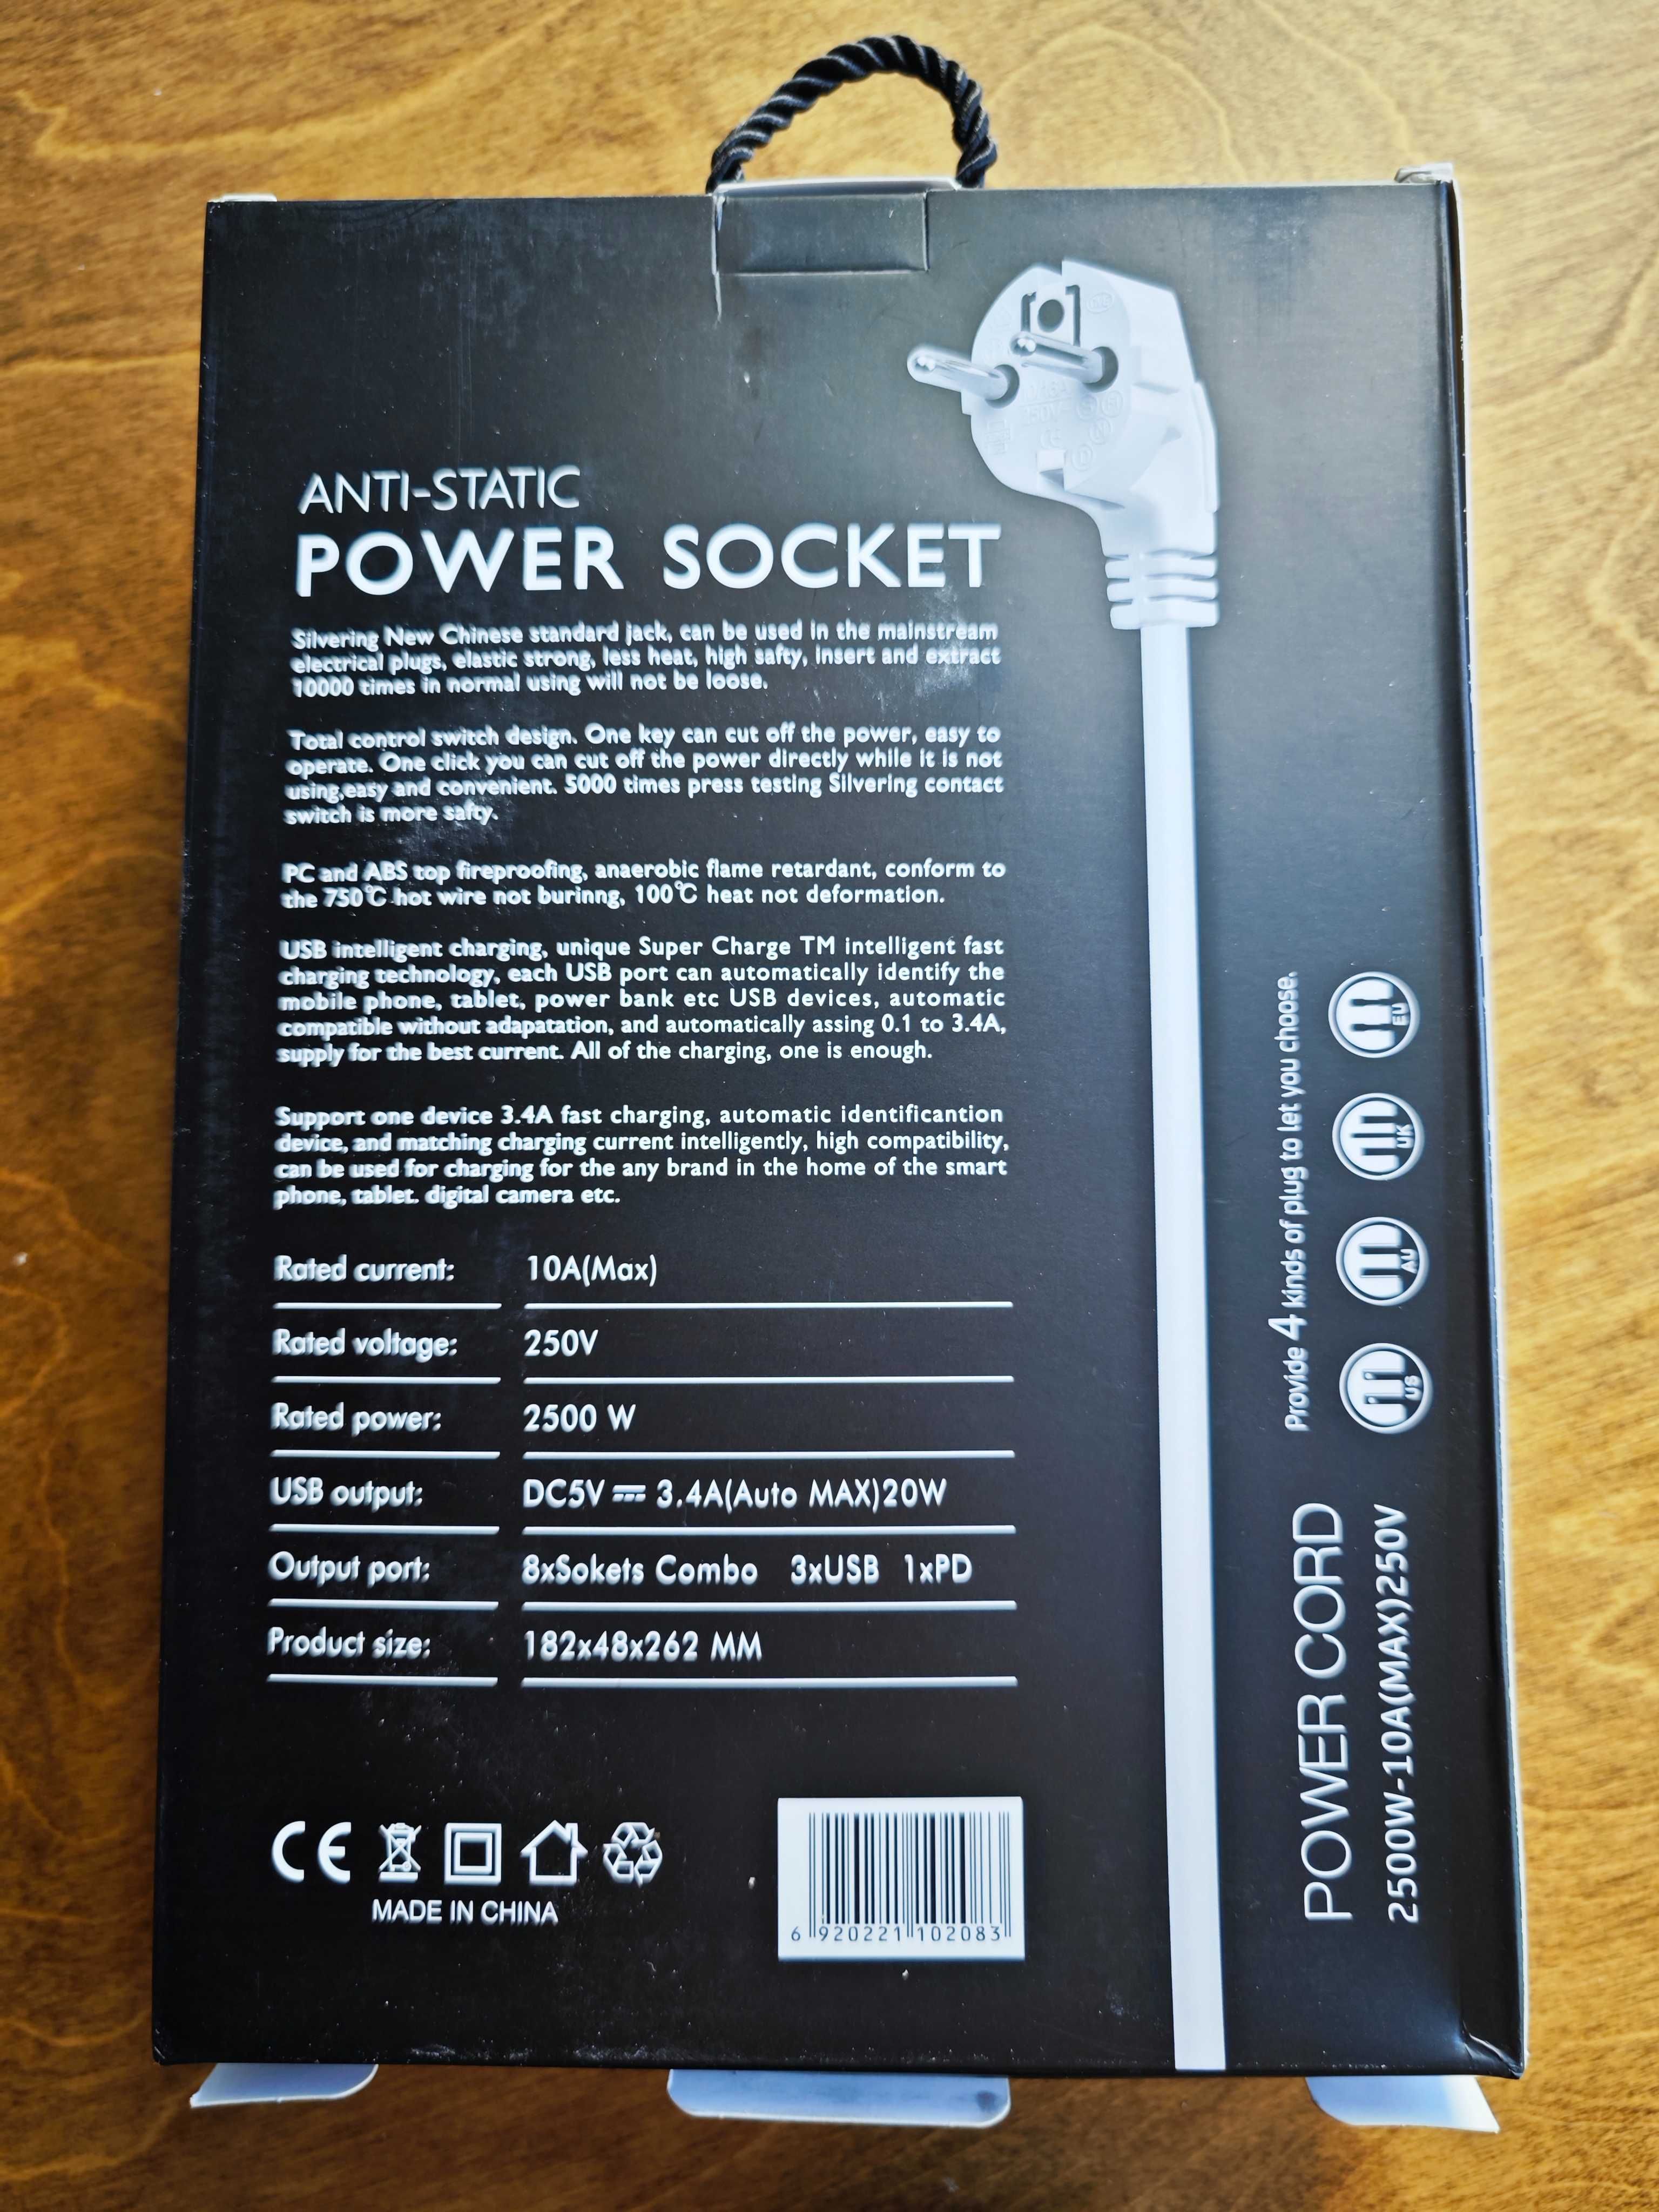 ANTI-STATIC
POWER SOCKET
Silvering New Chinese standard jack, can be used in the mainstream
electrical plugs, elastic strong, less heat, high safty, insert and extract
10000 times in normal using will not be loose.
Total control switch design. One key can cut off the power, easy to
operate. One click you can cut off the power directly while it is not
using,easy and convenient. 5000 times press testing Silvering contact
switch is more safty.
PC and ABS top fireproofing, anaerobic flame retardant, conform to
the 750℃ hot wire not burinng, 100℃ heat not deformation.
USB intelligent charging, unique Super Charge TM intelligent fast
charging technology, each USB port can automatically identify the
mobile phone, tablet, power bank etc USB devices, automatic
compatible without adapatation, and automatically assing 0.1 to 3.4A,
supply for the best current. All of the charging, one is enough.
Support one device 3.4A fast charging, automatic identificantion
device, and matching charging current intelligently, high compatibility,
can be used for charging for the any brand in the home of the smart
phone, tablet. digital camera etc.
Rated current: 10A(Max)
Rated voltage: 250V
Rated power: 2500 W
USB output: DC5V ⎓ 3.4A(Auto MAX)20W
Output port: 8xSokets Combo 3xUSB 1xPD
Product size: 182x48x262 MM
CE
MADE IN CHINA
6 920221 102083
POWER CORD
2500W-10A(MAX)250V
Provide 4 kinds of plug to let you choose.
US AU UK EU